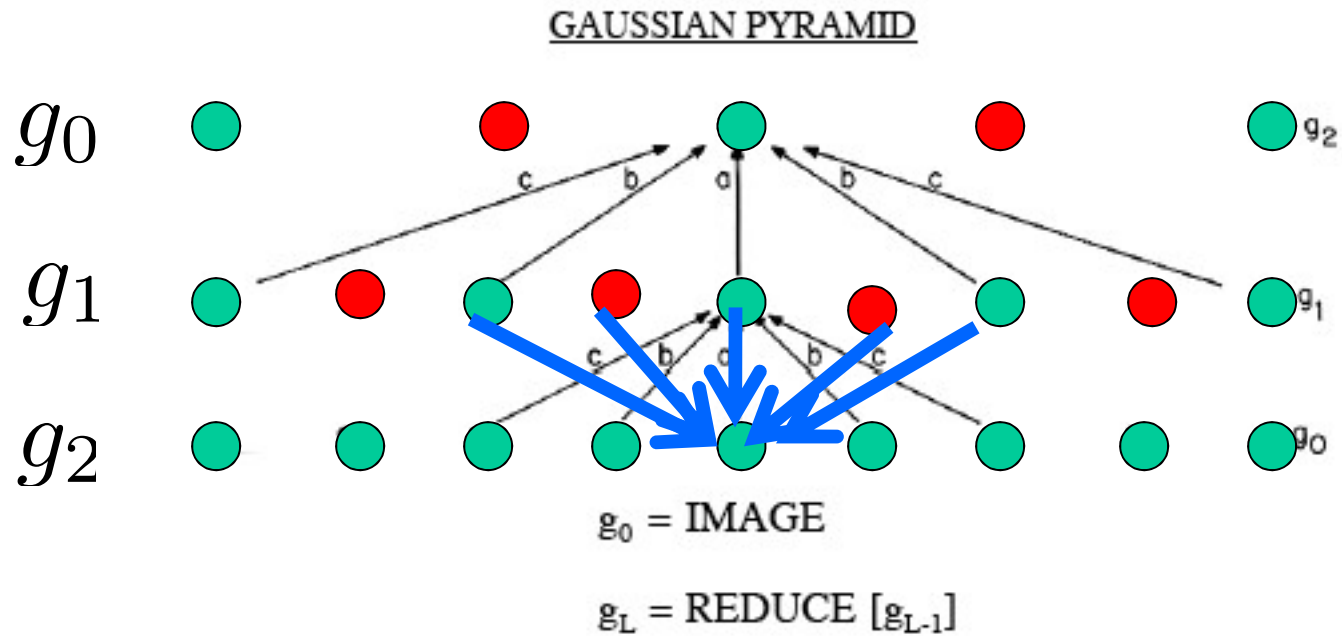 GAUSSIAN PYRAMID
g0 g2
c b a b c
g1 g1
c b a b c
g2 g0
g0 = IMAGE
gL = REDUCE [gL-1]